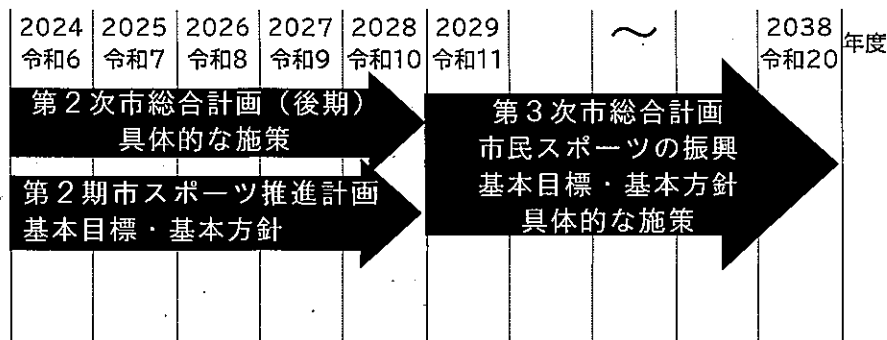 2024 2025 2026 2027 2028 2029 〜 2038 年度
令和6 令和7 令和8 令和9 令和10 令和11 令和20
第2次市総合計画（後期）
具体的な施策
第2期市スポーツ推進計画
基本目標・基本方針
第3次市総合計画
市民スポーツの振興
基本目標・基本方針
具体的な施策